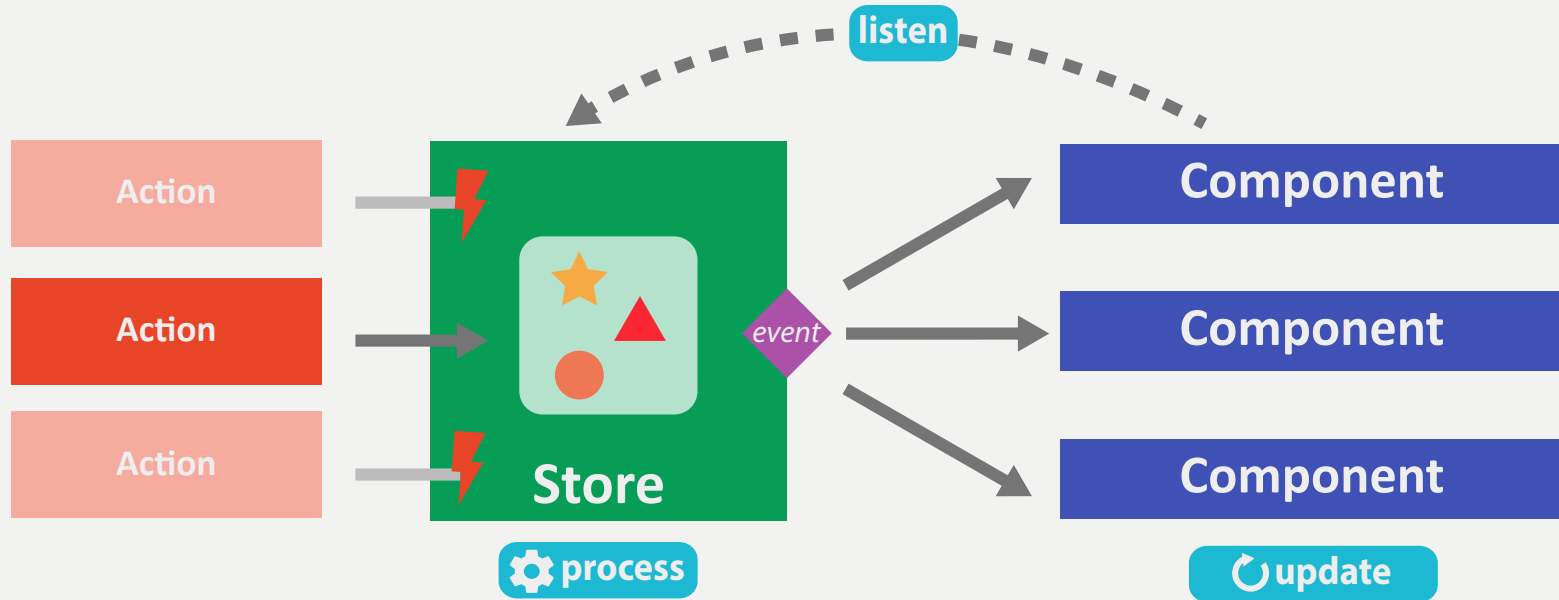 listen
Action
Component
Action
event
Component
Action
Store
Component
process
update